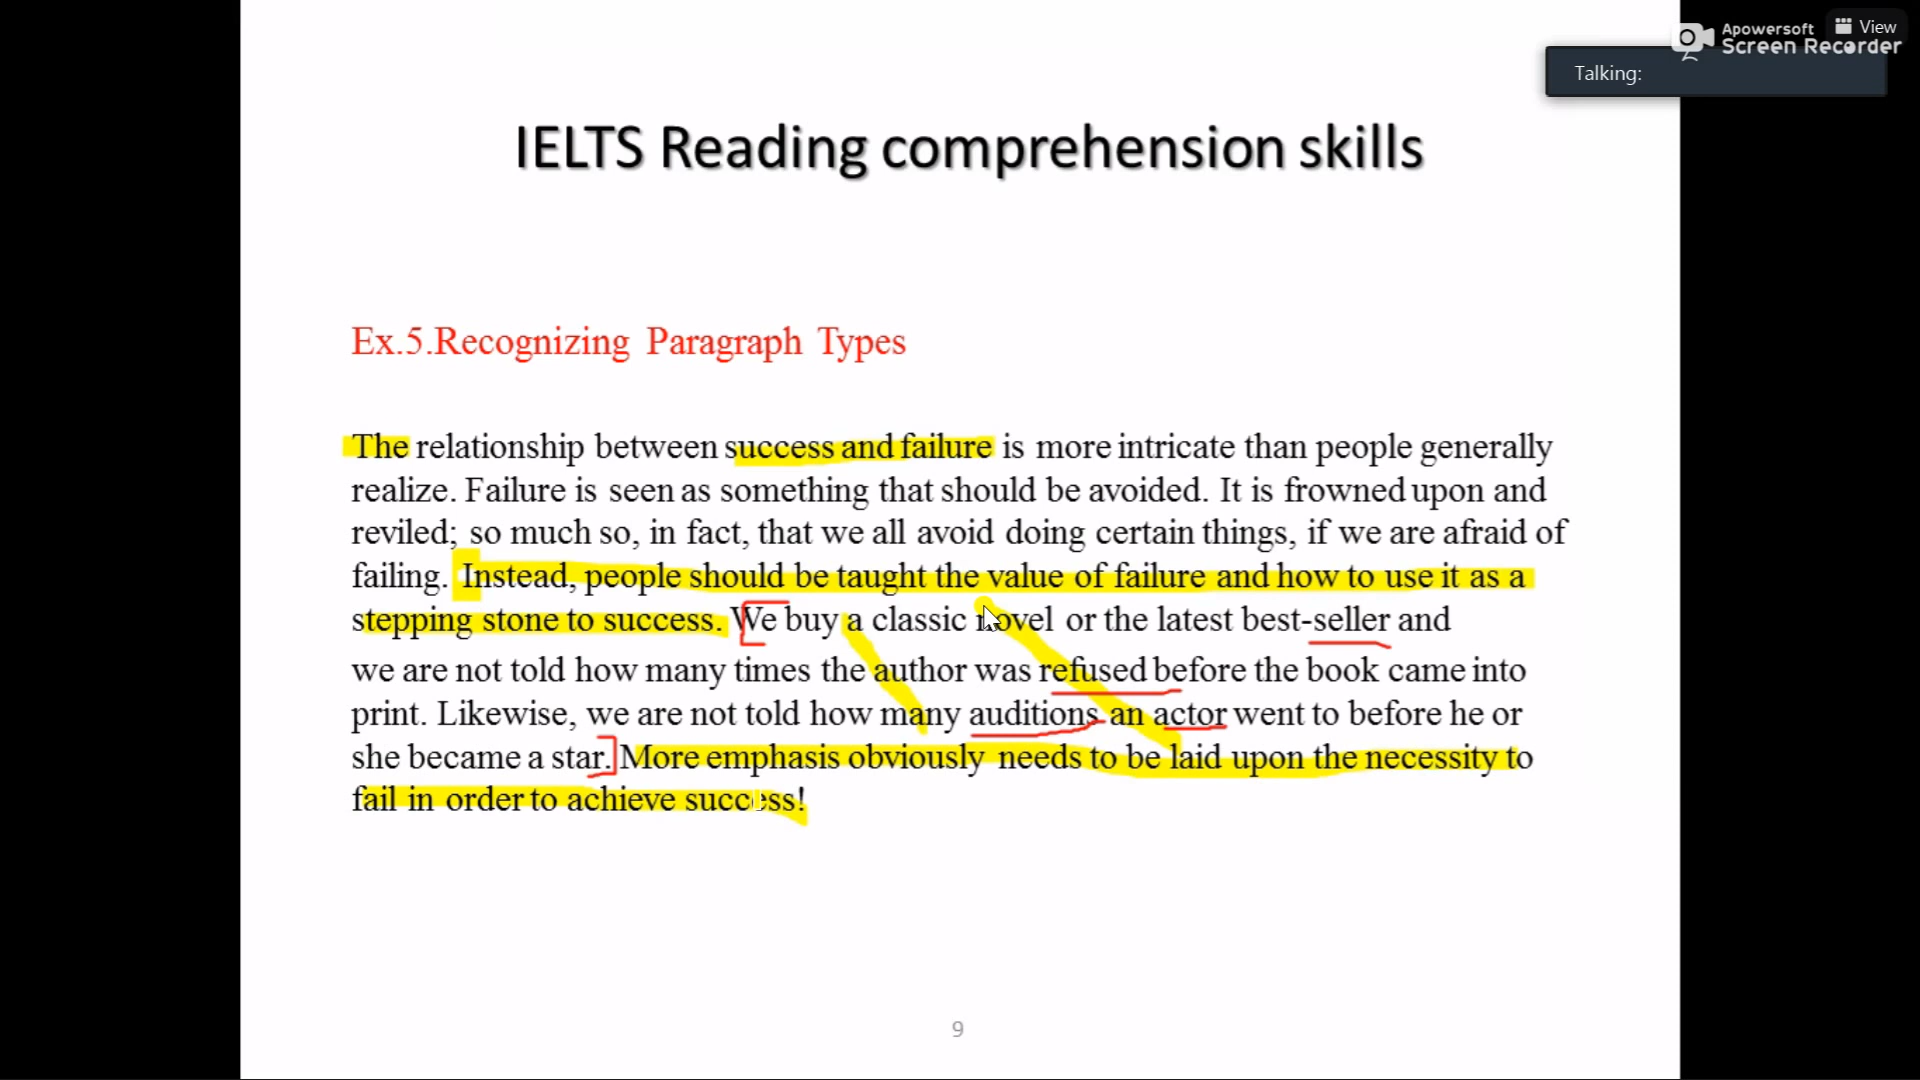 Apowersoft
Screen Recorder
View
Talking:
IELTS Reading comprehension skills
Ex.5.Recognizing Paragraph Types
The relationship between success and failure is more intricate than people generally
realize. Failure is seen as something that should be avoided. It is frowned upon and
reviled; so much so, in fact, that we all avoid doing certain things, if we are afraid of
failing. Instead, people should be taught the value of failure and how to use it as a
stepping stone to success. We buy a classic novel or the latest best-seller and
we are not told how many times the author was refused before the book came into
print. Likewise, we are not told how many auditions an actor went to before he or
she became a star. More emphasis obviously needs to be laid upon the necessity to
fail in order to achieve success!
9